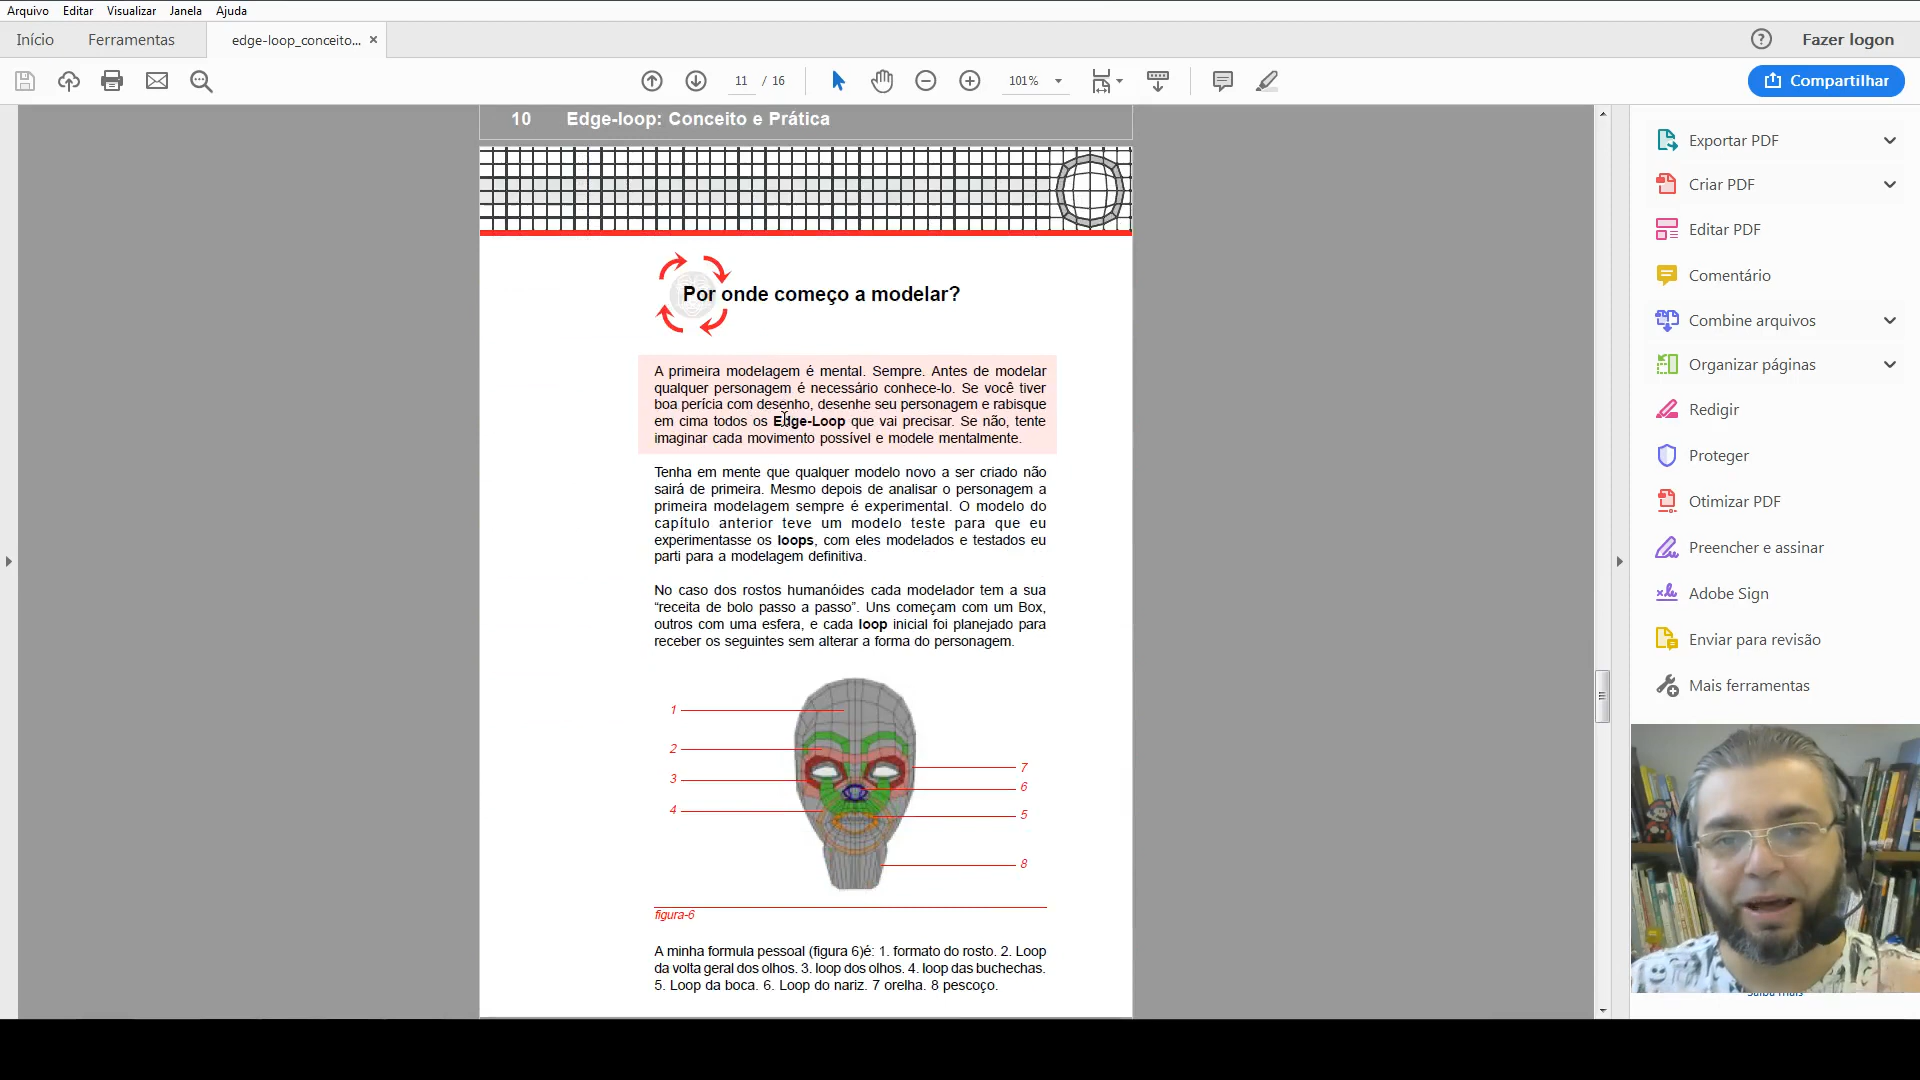 Arquivo Editar Visualizar Janela Ajuda
Início Ferramentas edge-loop_conceito... × Fazer logon
11 / 16 101% Compartilhar
10 Edge-loop: Conceito e Prática
Por onde começo a modelar?
A primeira modelagem é mental. Sempre. Antes de modelar
qualquer personagem é necessário conhece-lo. Se você tiver
boa perícia com desenho, desenhe seu personagem e rabisque
em cima todos os Edge-Loop que vai precisar. Se não, tente
imaginar cada movimento possível e modele mentalmente.
Tenha em mente que qualquer modelo novo a ser criado não
sairá de primeira. Mesmo depois de analisar o personagem a
primeira modelagem sempre é experimental. O modelo do
capítulo anterior teve um modelo teste para que eu
experimentasse os loops, com eles modelados e testados eu
parti para a modelagem definitiva.
No caso dos rostos humanóides cada modelador tem a sua
“receita de bolo passo a passo”. Uns começam com um Box,
outros com uma esfera, e cada loop inicial foi planejado para
receber os seguintes sem alterar a forma do personagem.
1
2
3
4
7
6
5
8
figura-6
A minha formula pessoal (figura 6)é: 1. formato do rosto. 2. Loop
da volta geral dos olhos. 3. loop dos olhos. 4. loop das buchechas.
5. Loop da boca. 6. Loop do nariz. 7 orelha. 8 pescoço.
Exportar PDF
Criar PDF
Editar PDF
Comentário
Combine arquivos
Organizar páginas
Redigir
Proteger
Otimizar PDF
Preencher e assinar
Adobe Sign
Enviar para revisão
Mais ferramentas